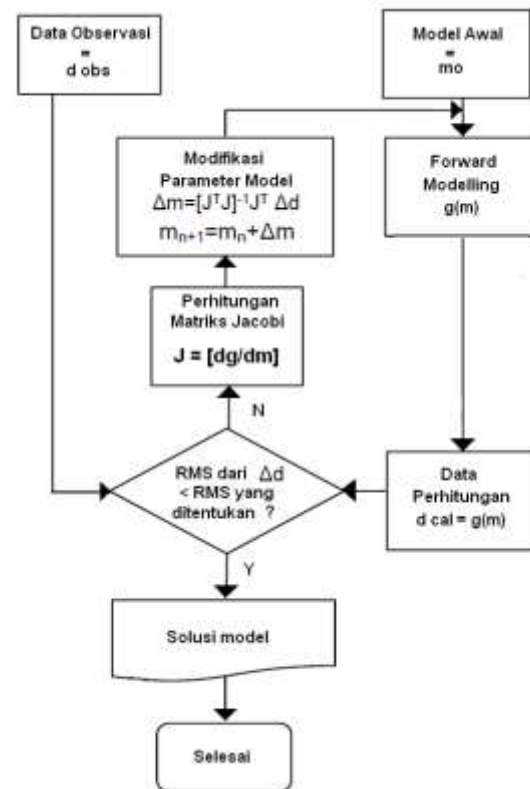 Data Observasi
=
d obs
Model Awal
=
mo
Modifikasi
Parameter Model
Δm=[JᵀJ]⁻¹Jᵀ Δd
mₙ₊₁=mₙ+Δm
Forward
Modelling
g(m)
Perhitungan
Matriks Jacobi
J = [dg/dm]
N
RMS dari Δd
< RMS yang
ditentukan ?
Data
Perhitungan
d cal = g(m)
Y
Solusi model
Selesai